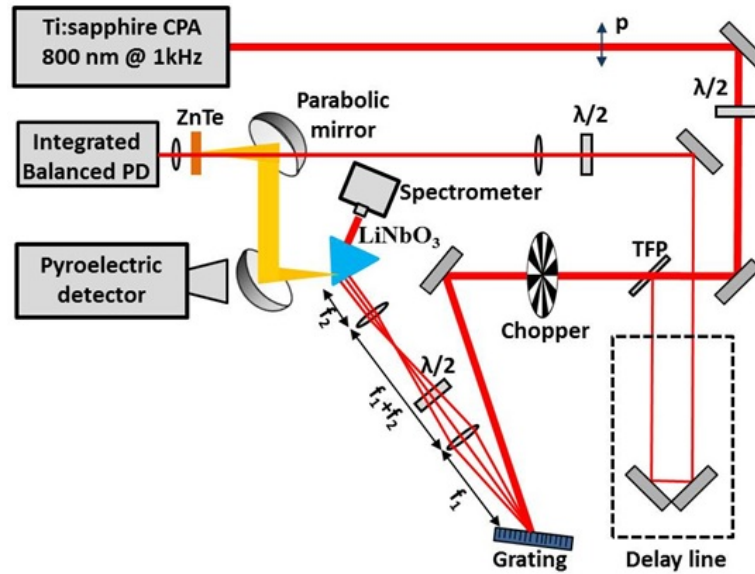 Ti:sapphire CPA
800 nm @ 1kHz
p
λ/2
ZnTe
Parabolic
mirror
λ/2
Integrated
Balanced PD
Spectrometer
LiNbO₃
TFP
Pyroelectric
detector
Chopper
f₂
λ/2
f₁+f₂
f₁
Grating
Delay line